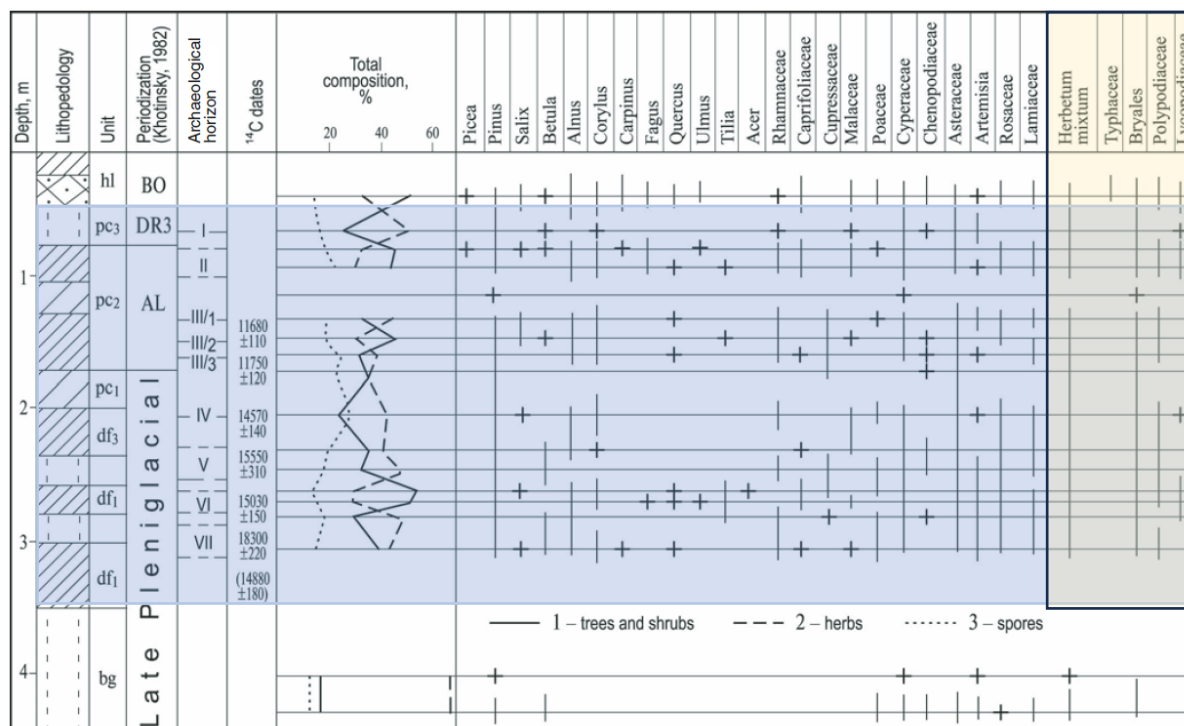 Depth, m
Lithopedology
Unit
Periodization
(Khotinsky, 1982)
Archaeological
horizon
¹⁴C dates
Total
composition,
%
20 40 60
Picea
Pinus
Salix
Betula
Alnus
Corylus
Carpinus
Fagus
Quercus
Ulmus
Tilia
Acer
Rhamnaceae
Caprifoliaceae
Cupressaceae
Malaceae
Poaceae
Cyperaceae
Chenopodiaceae
Asteraceae
Artemisia
Rosaceae
Lamiaceae
Herbetum
mixtum
Typhaceae
Bryales
Polypodiaceae
hl BO
pc3 DR3 I
II
1
pc2 AL
III/1
11680
±110
III/2
III/3
11750
±120
pc1
2
IV
14570
±140
df3
15550
±310
V
df1
VI
15030
±150
3
VII
18300
±220
df1
(14880
±180)
Late Pleniglacial
1 – trees and shrubs 2 – herbs 3 – spores
4
bg